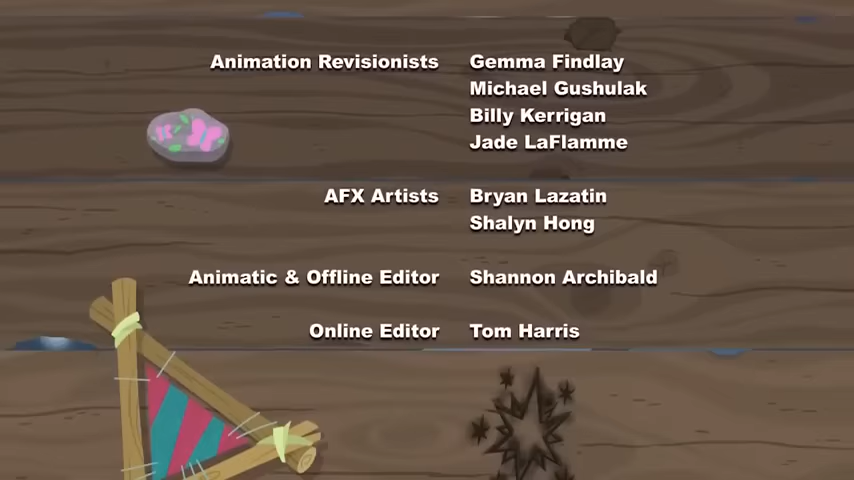 Animation Revisionists Gemma Findlay
Michael Gushulak
Billy Kerrigan
Jade LaFlamme
AFX Artists Bryan Lazatin
Shalyn Hong
Animatic & Offline Editor Shannon Archibald
Online Editor Tom Harris